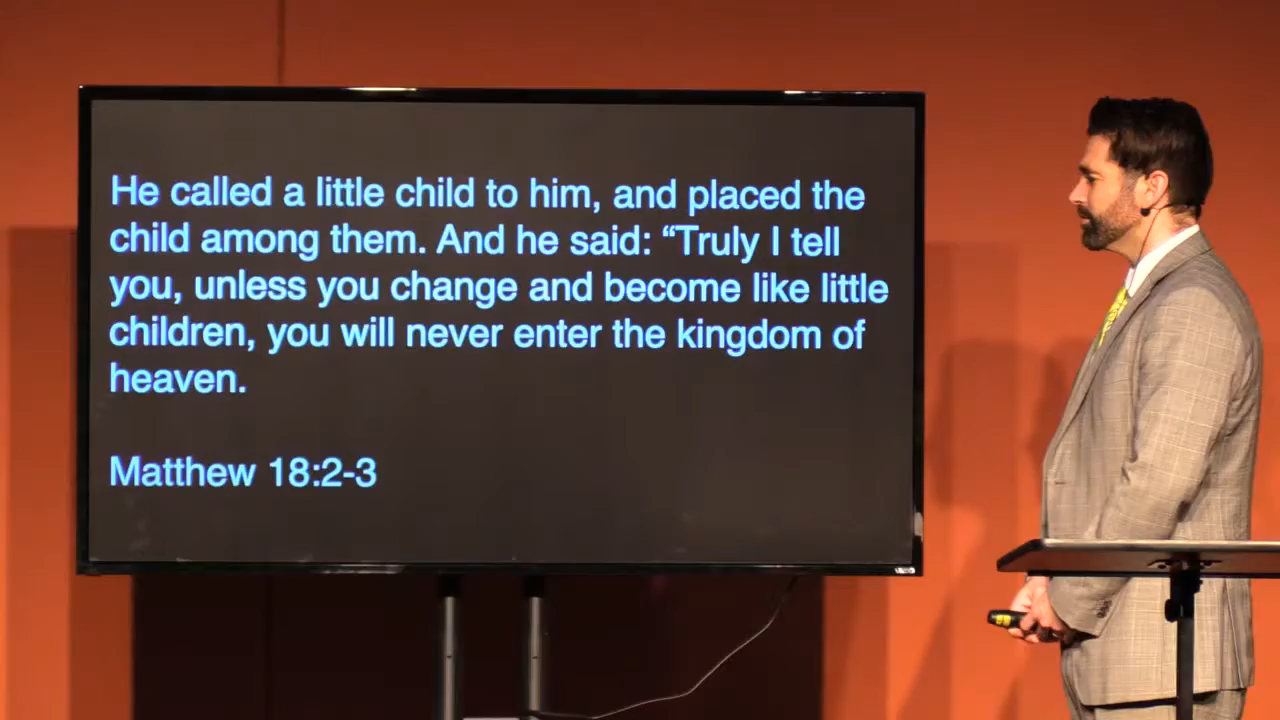 He called a little child to him, and placed the
child among them. And he said: “Truly I tell
you, unless you change and become like little
children, you will never enter the kingdom of
heaven.
Matthew 18:2-3